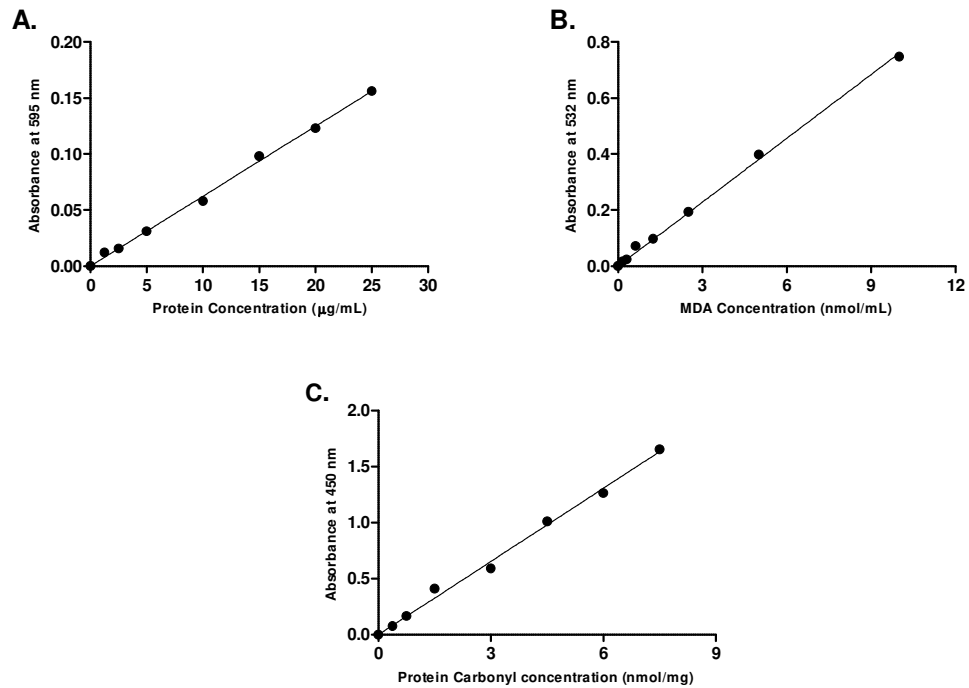 A.
0.20
0.15
0.10
0.05
0.00
0 5 10 15 20 25 30
Absorbance at 595 nm
Protein Concentration (µg/mL)
B.
0.8
0.6
0.4
0.2
0.0
0 3 6 9 12
Absorbance at 532 nm
MDA Concentration (nmol/mL)
C.
2.0
1.5
1.0
0.5
0.0
0 3 6 9
Absorbance at 450 nm
Protein Carbonyl concentration (nmol/mg)